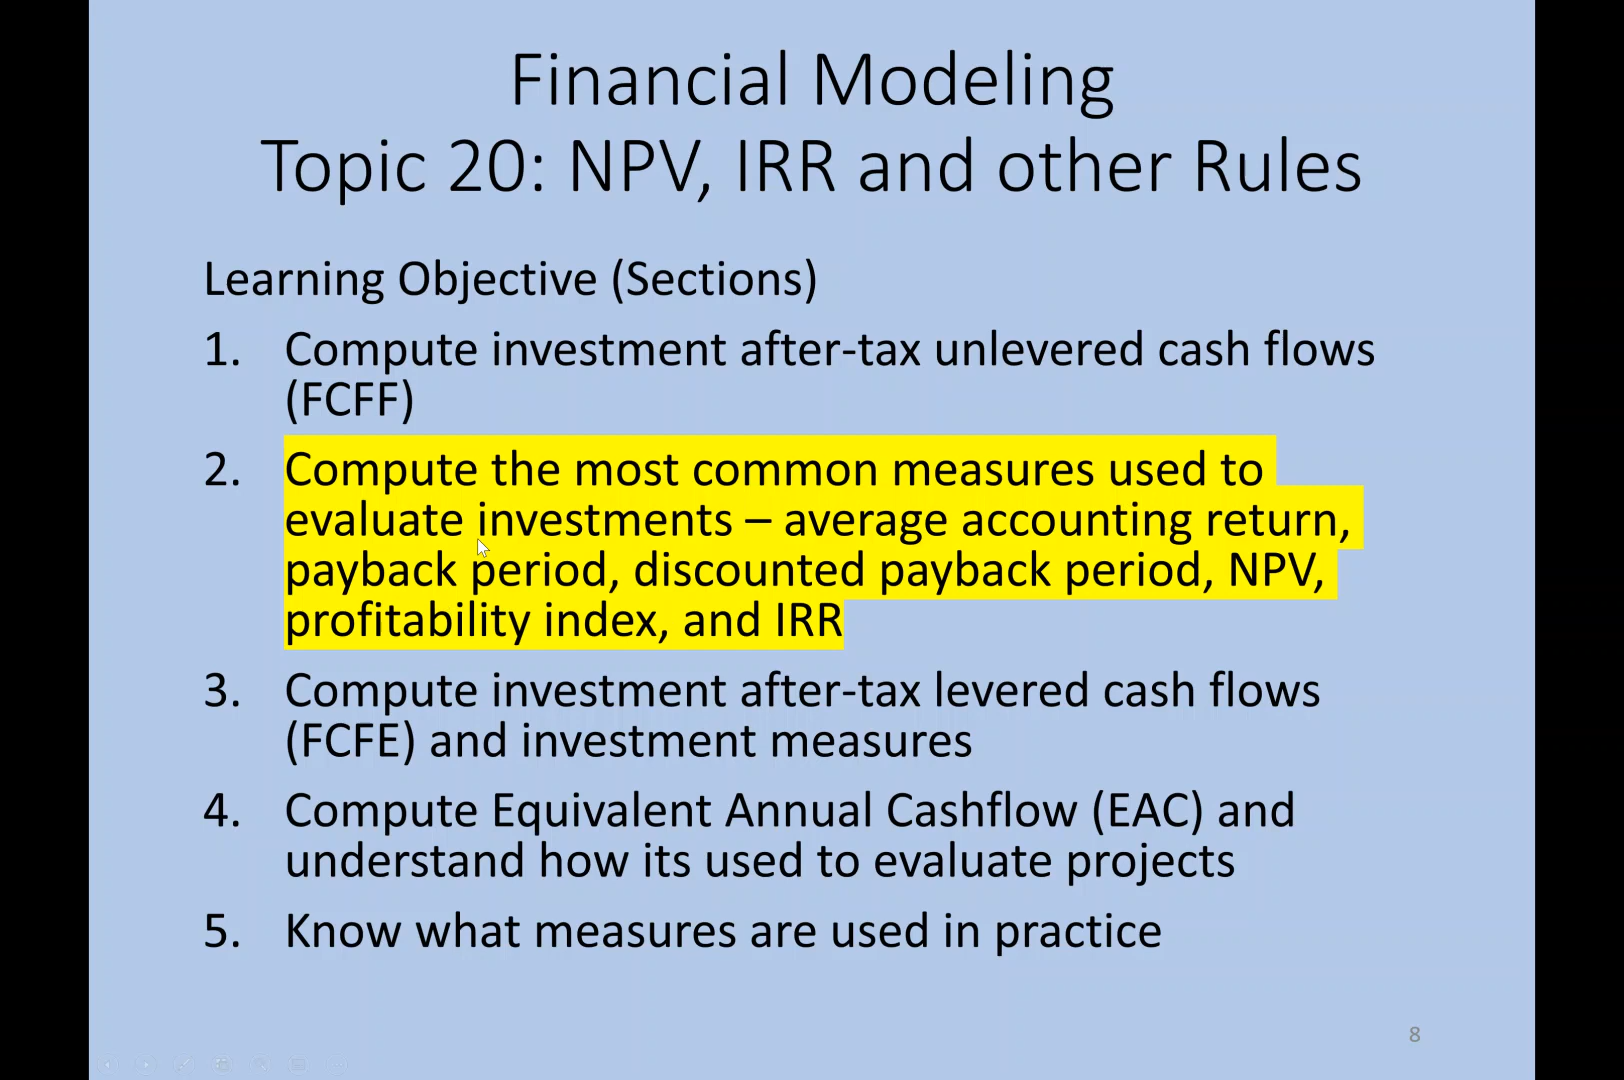 Financial Modeling
Topic 20: NPV, IRR and other Rules
Learning Objective (Sections)
1. Compute investment after-tax unlevered cash flows
(FCFF)
2. Compute the most common measures used to
evaluate investments – average accounting return,
payback period, discounted payback period, NPV,
profitability index, and IRR
3. Compute investment after-tax levered cash flows
(FCFE) and investment measures
4. Compute Equivalent Annual Cashflow (EAC) and
understand how its used to evaluate projects
5. Know what measures are used in practice
8